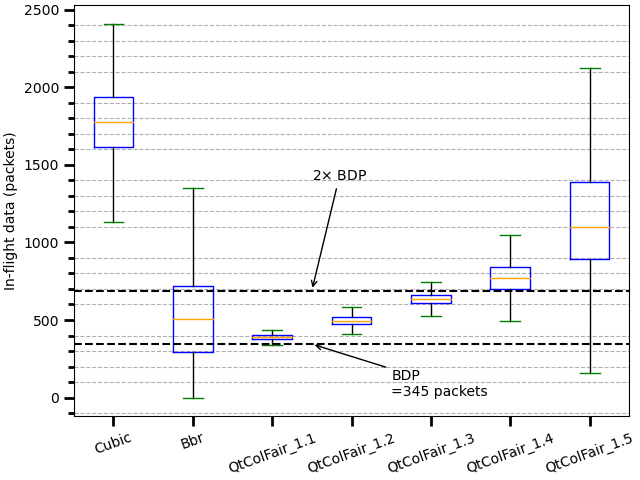 2500
2000
1500
1000
500
0
In-flight data (packets)
2× BDP
BDP
=345 packets
Cubic
Bbr
QtColFair_1.1
QtColFair_1.2
QtColFair_1.3
QtColFair_1.4
QtColFair_1.5